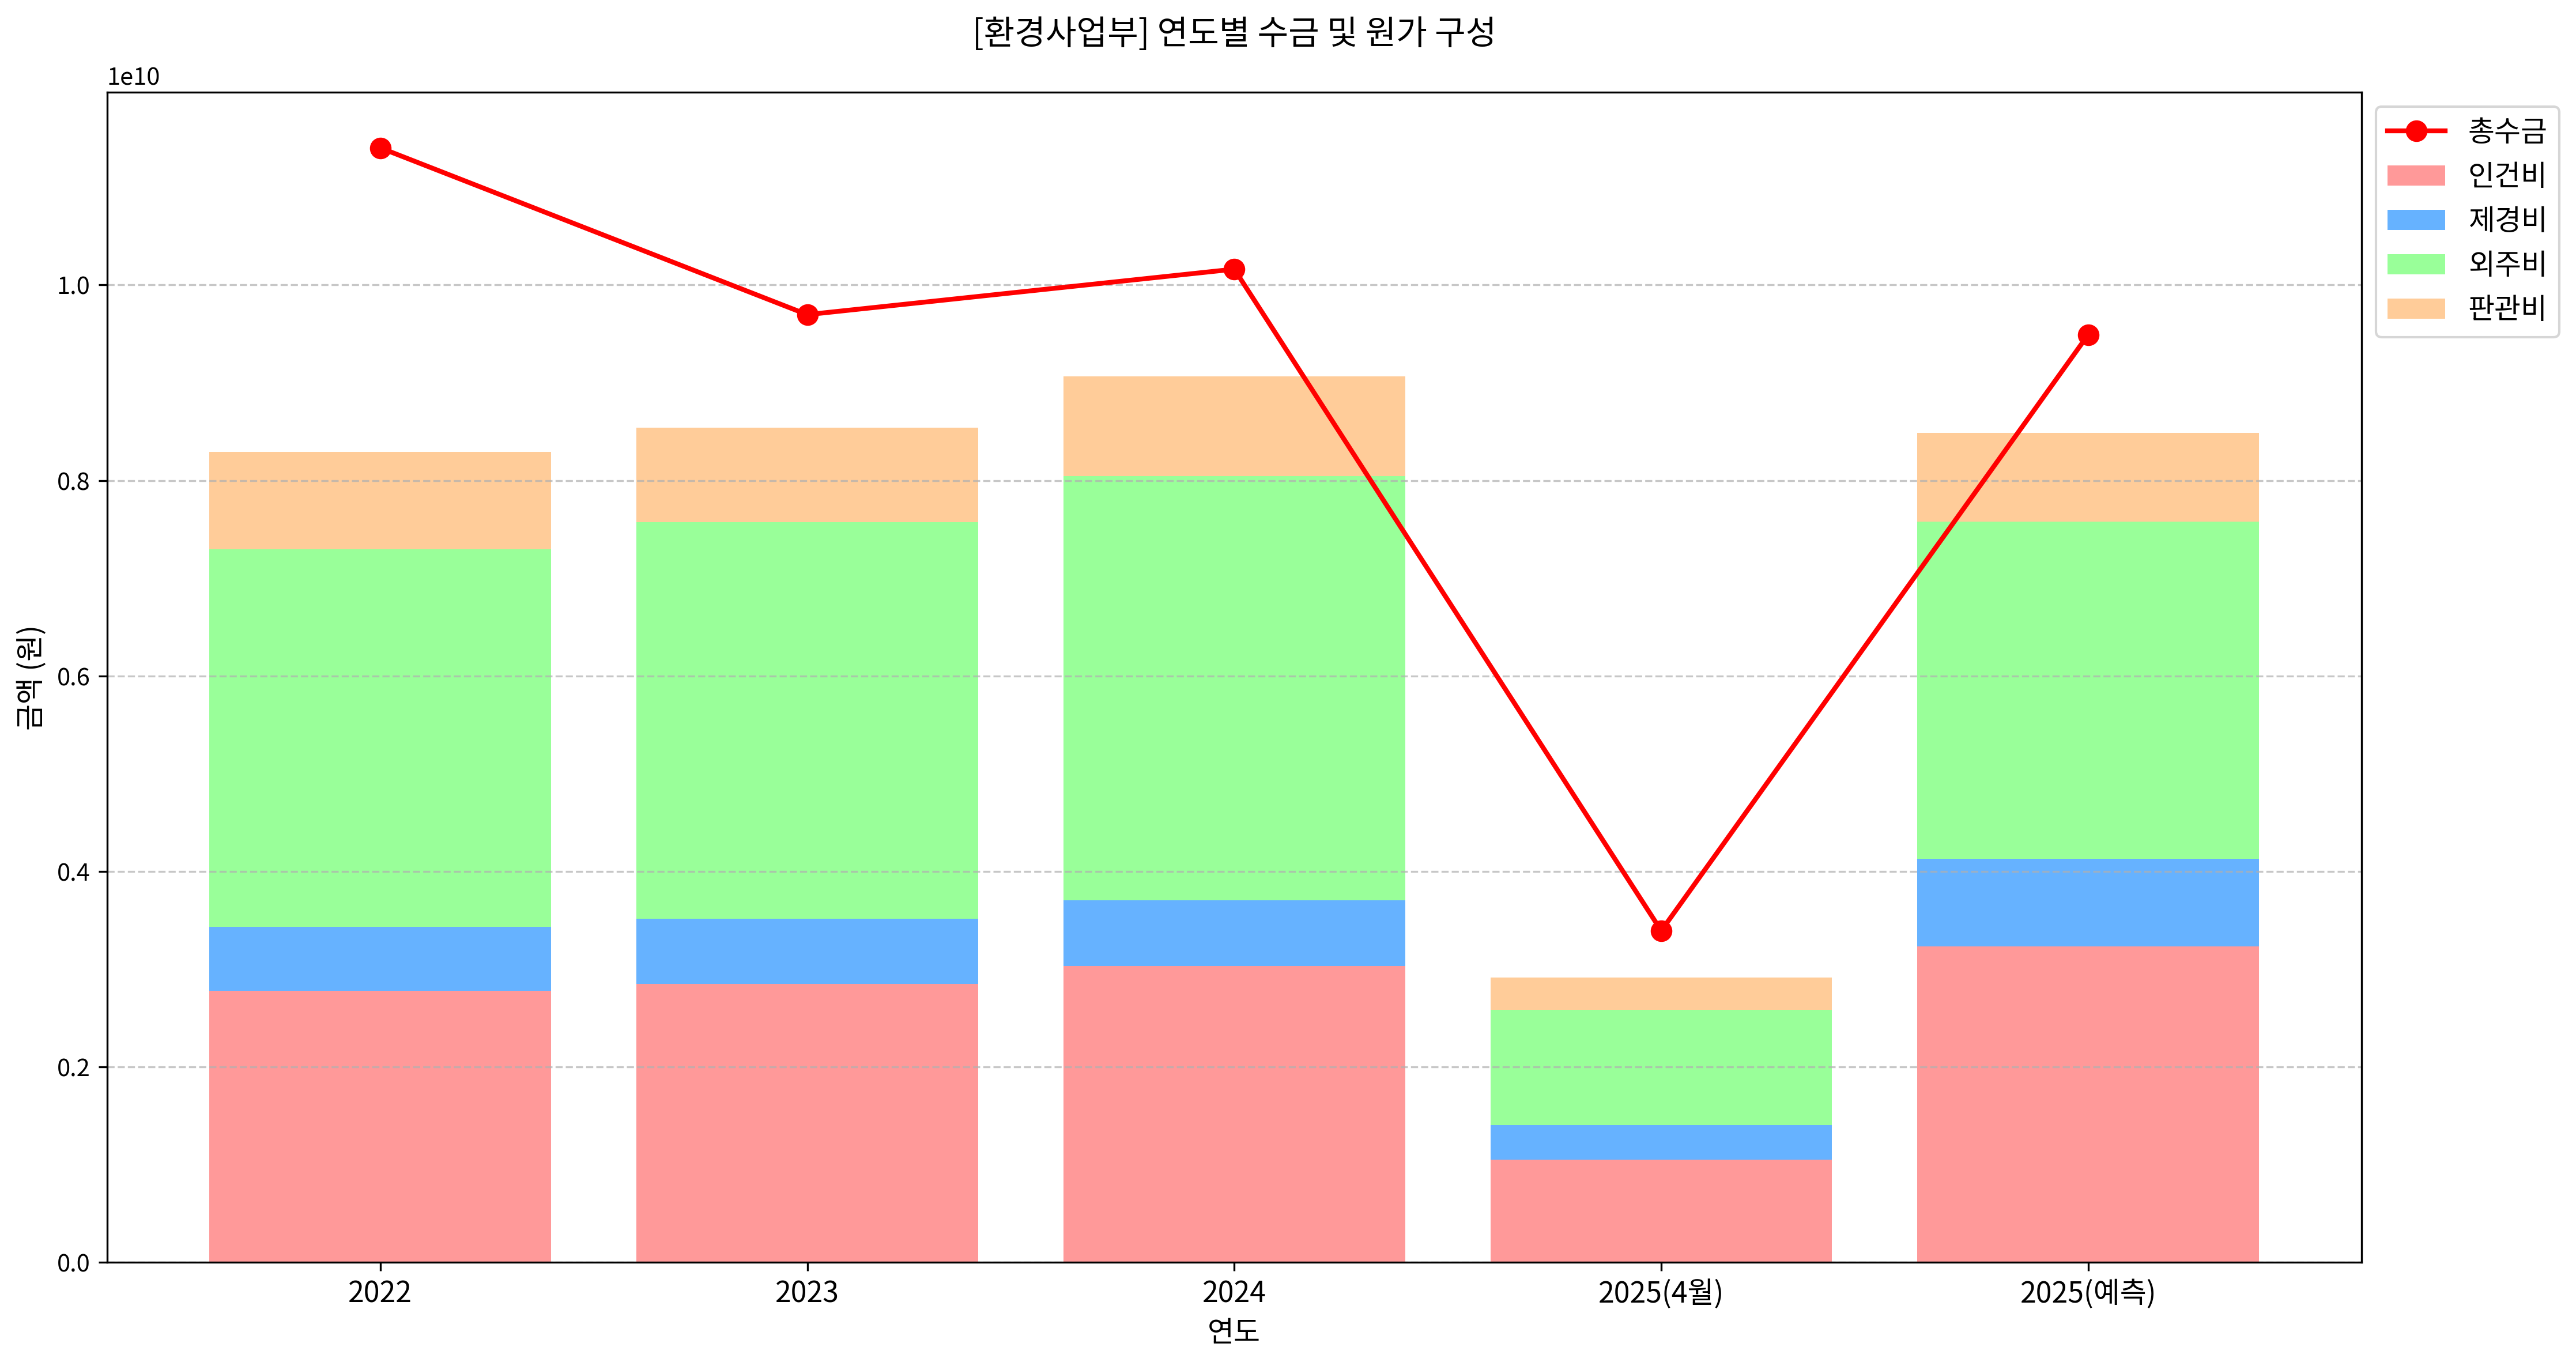 [환경사업부] 연도별 수금 및 원가 구성
1e10
총수금
인건비
제경비
외주비
판관비
1.0
0.8
0.6
0.4
0.2
0.0
금액 (원)
2022
2023
2024
2025(4월)
2025(예측)
연도